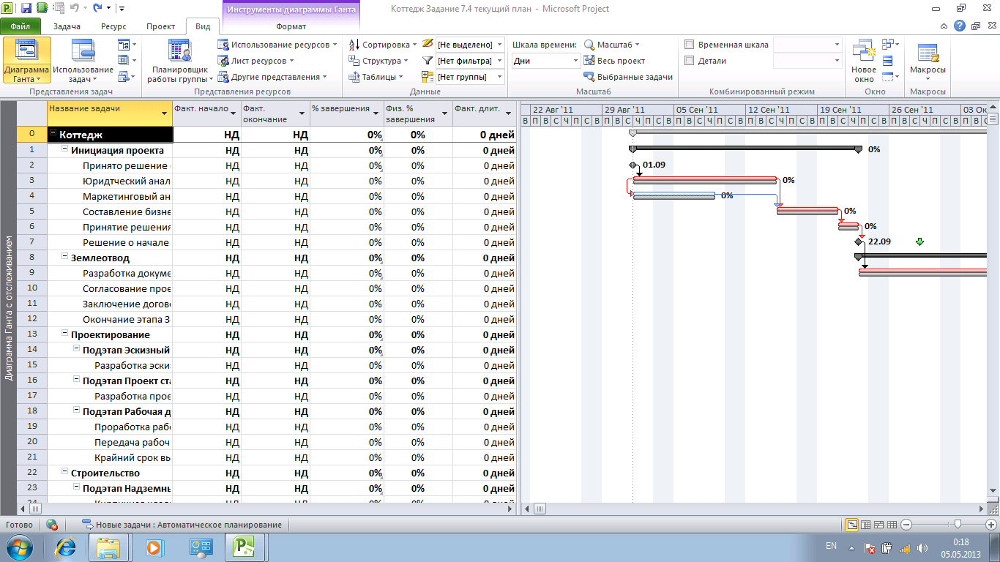 Инструменты диаграммы Ганта
Коттедж Задание 7.4 текущий план - Microsoft Project
Файл Задача Ресурс Проект Вид Формат
Диаграмма Ганта
Использование задач
Представления задач
Планировщик работы группы
Использование ресурсов
Лист ресурсов
Другие представления
Представления ресурсов
Сортировка
Структура
Таблицы
[Не выделено]
[Нет фильтра]
[Нет группы]
Данные
Шкала времени:
Дни
Масштаб
Весь проект
Выбранные задачи
Масштаб
Временная шкала
Детали
Комбинированный режим
Новое окно
Окно
Макросы
Макросы
Диаграмма Ганта с отслеживанием
Название задачи Факт. начало Факт. окончание % завершения Физ. % завершения Факт. длит.
22 Авг '11 29 Авг '11 05 Сен '11 12 Сен '11 19 Сен '11 26 Сен '11 03 Ок
В П В С Ч П С В П В С Ч П С В П В С Ч П С В П В С Ч П С В П В С Ч П С В П В С Ч П С В П В
0 Коттедж НД НД 0% 0% 0 дней
1 Инициация проекта НД НД 0% 0% 0 дней 0%
2 Принято решение НД НД 0% 0% 0 дней 01.09
3 Юридтческий анал НД НД 0% 0% 0 дней 0%
4 Маркетинговый ан НД НД 0% 0% 0 дней 0%
5 Составление бизне НД НД 0% 0% 0 дней 0%
6 Принятие решения НД НД 0% 0% 0 дней 0%
7 Решение о начале НД НД 0% 0% 0 дней 22.09
8 Землеотвод НД НД 0% 0% 0 дней
9 Разработка докуме НД НД 0% 0% 0 дней
10 Согласование прое НД НД 0% 0% 0 дней
11 Заключение догов НД НД 0% 0% 0 дней
12 Окончание этапа З НД НД 0% 0% 0 дней
13 Проектирование НД НД 0% 0% 0 дней
14 Подэтап Эскизный НД НД 0% 0% 0 дней
15 Разработка эски НД НД 0% 0% 0 дней
16 Подэтап Проект ста НД НД 0% 0% 0 дней
17 Разработка прое НД НД 0% 0% 0 дней
18 Подэтап Рабочая д НД НД 0% 0% 0 дней
19 Проработка рабо НД НД 0% 0% 0 дней
20 Передача рабоч НД НД 0% 0% 0 дней
21 Крайний срок вы НД НД 0% 0% 0 дней
22 Строительство НД НД 0% 0% 0 дней
23 Подэтап Надземнь НД НД 0% 0% 0 дней
Готово Новые задачи : Автоматическое планирование
EN 0:18
05.05.2013